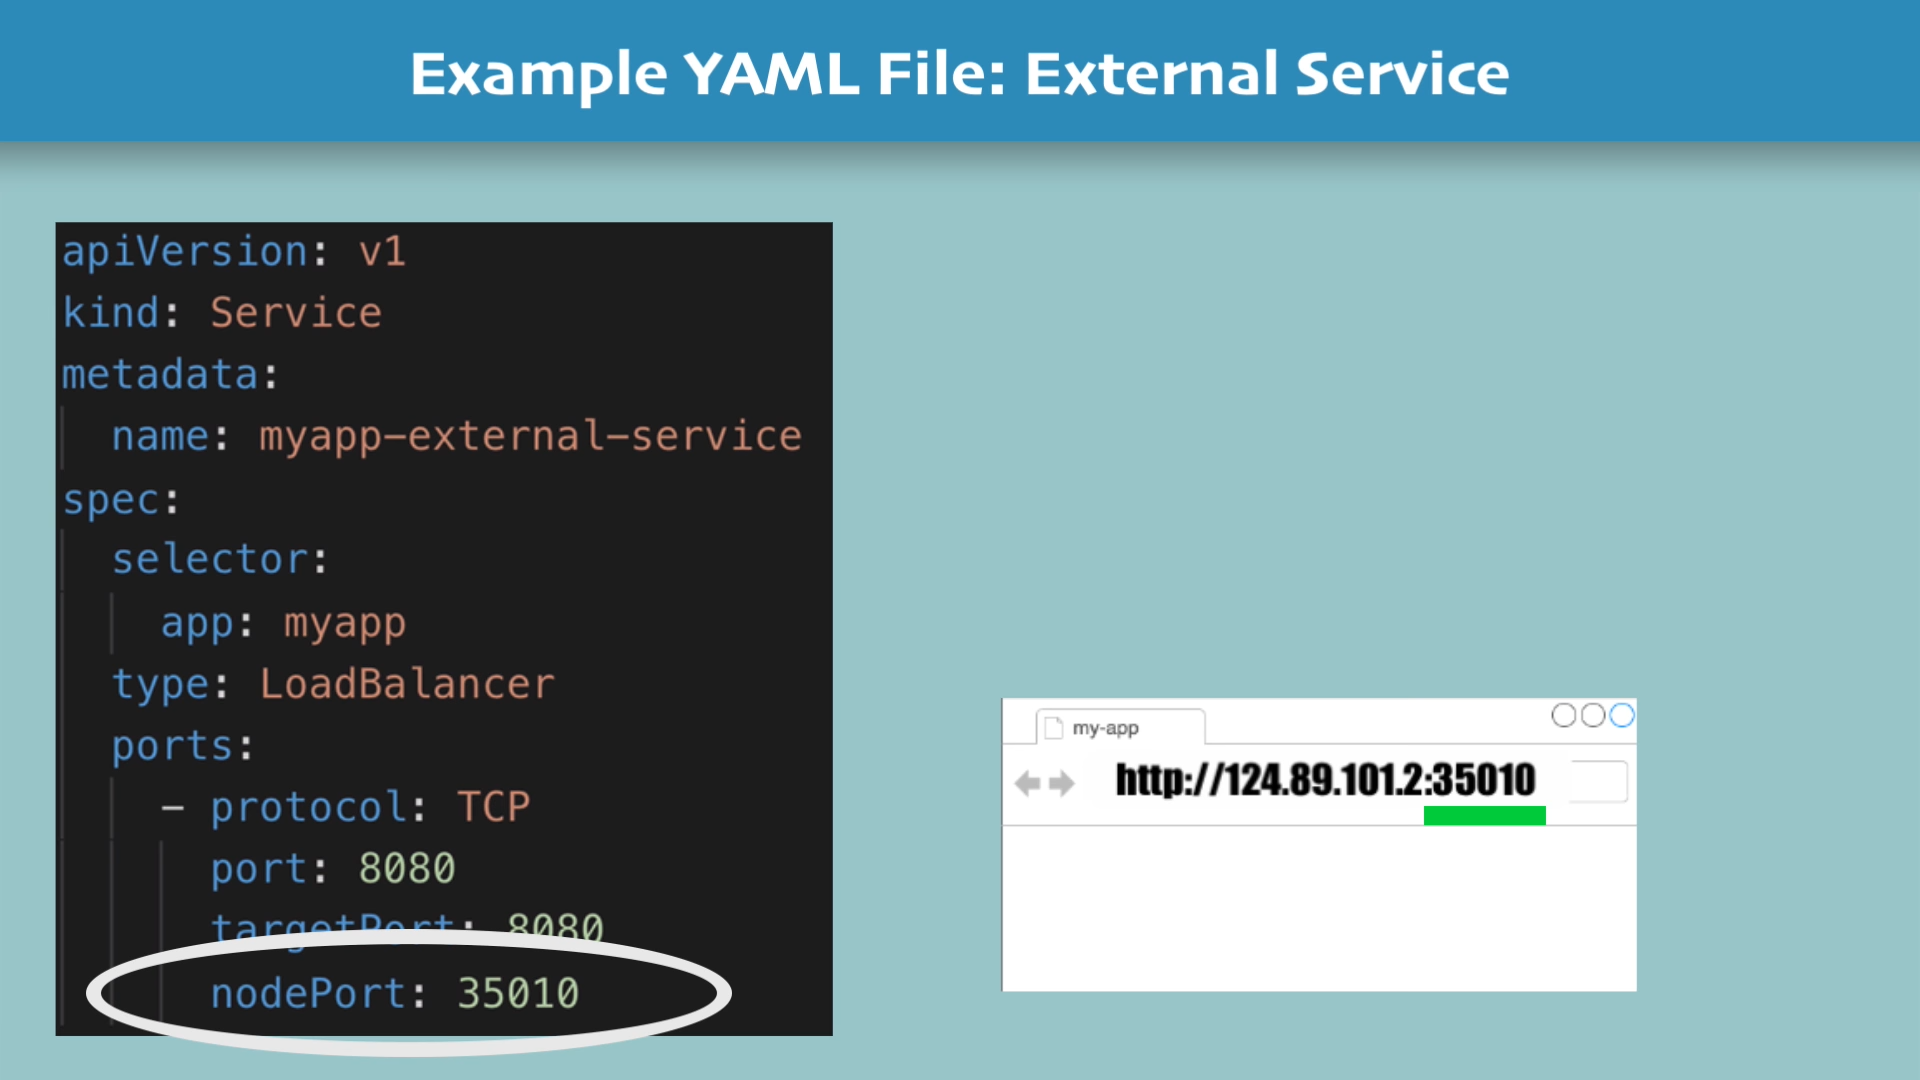 Example YAML File: External Service
apiVersion: v1
kind: Service
metadata:
name: myapp-external-service
spec:
selector:
app: myapp
type: LoadBalancer
ports:
- protocol: TCP
port: 8080
targetPort: 8080
nodePort: 35010
my-app
http://124.89.101.2:35010